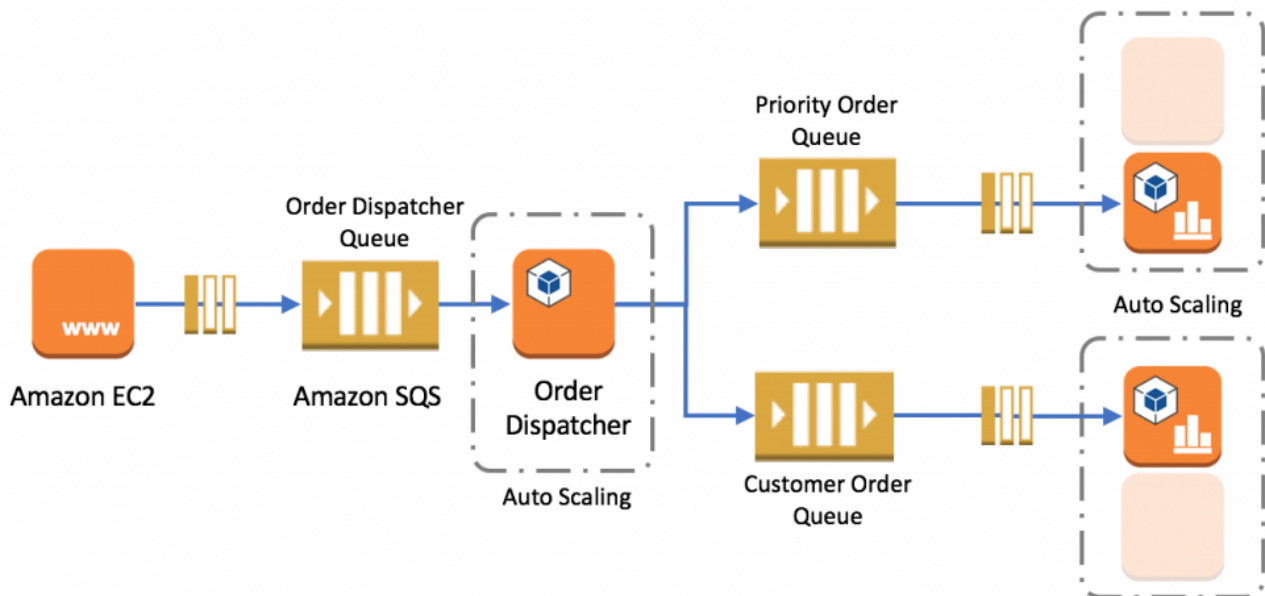 Priority Order
Queue
Order Dispatcher
Queue
www
Amazon EC2
Amazon SQS
Order
Dispatcher
Auto Scaling
Auto Scaling
Customer Order
Queue